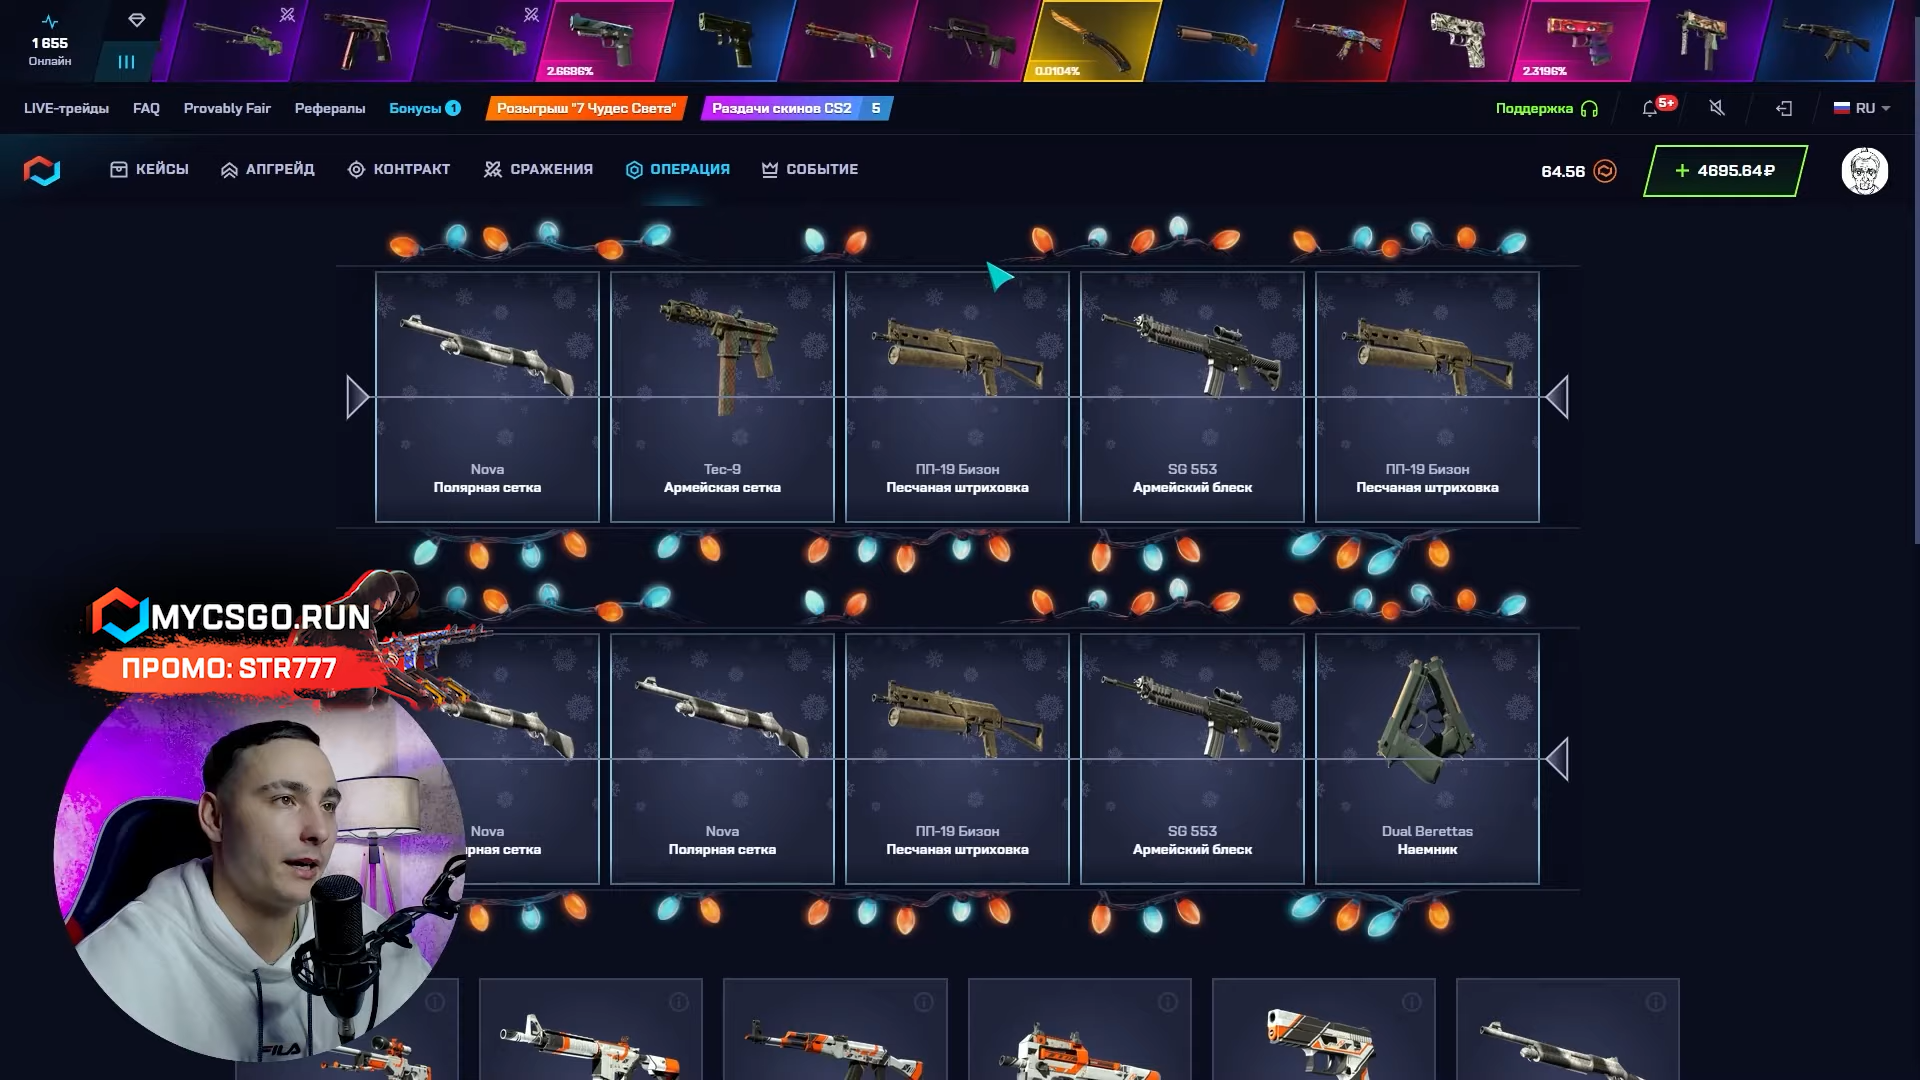 1 655
Онлайн
2.6686%
0.0104%
2.3196%
LIVE-трейды
FAQ
Provably Fair
Рефералы
Бонусы 1
Розыгрыш "7 Чудес Света"
Раздачи скинов CS2 5
Поддержка
5+
RU
КЕЙСЫ
АПГРЕЙД
КОНТРАКТ
СРАЖЕНИЯ
ОПЕРАЦИЯ
СОБЫТИЕ
64.56
+ 4695.64₽
Nova
Полярная сетка
Tec-9
Армейская сетка
ПП-19 Бизон
Песчаная штриховка
SG 553
Армейский блеск
ПП-19 Бизон
Песчаная штриховка
MYCSGO.RUN
ПРОМО: STR777
Nova
рная сетка
Nova
Полярная сетка
ПП-19 Бизон
Песчаная штриховка
SG 553
Армейский блеск
Dual Berettas
Наемник
FILA